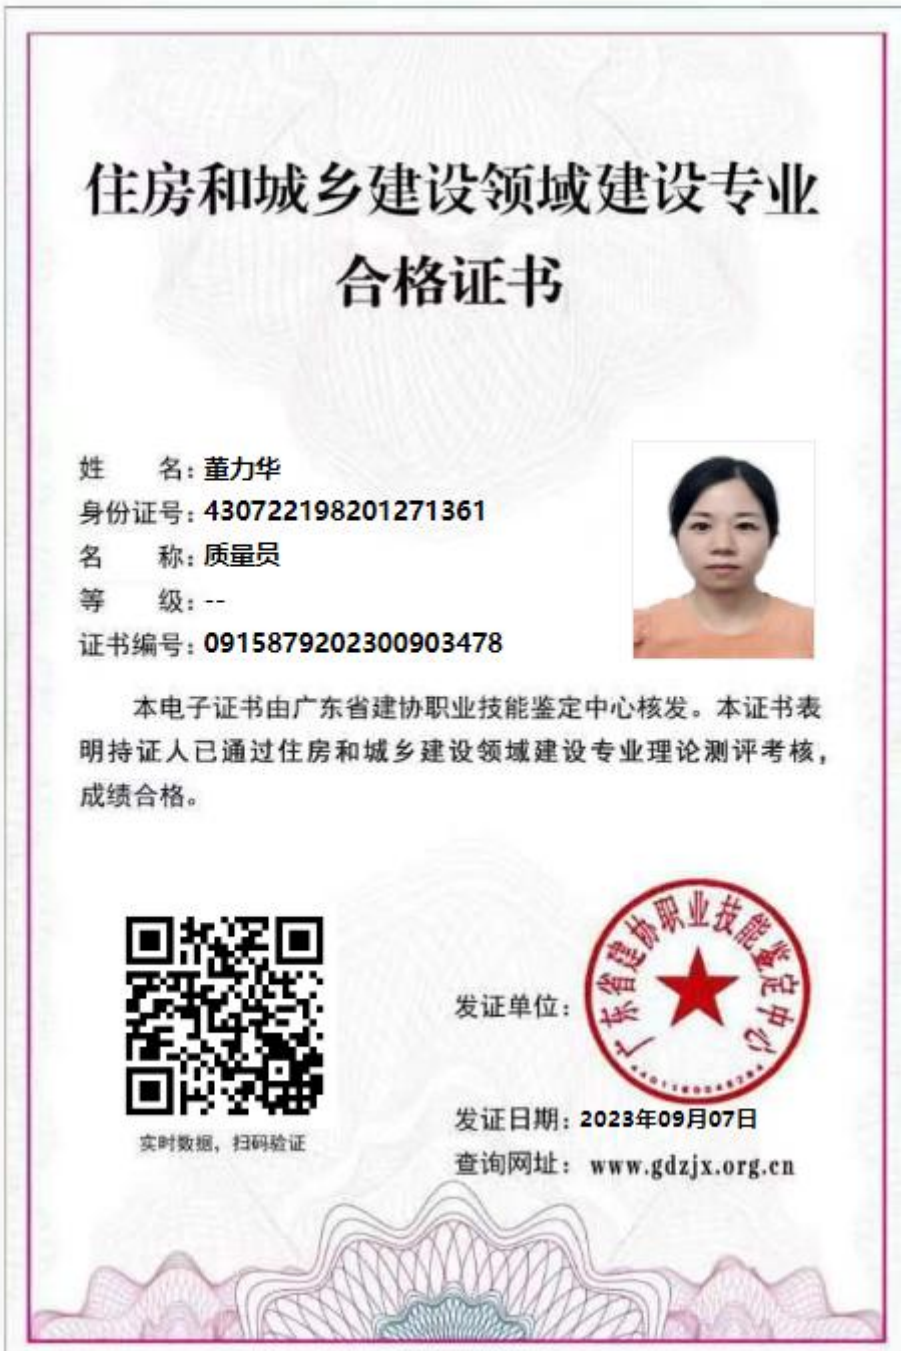 住房和城乡建设领域建设专业
合格证书
姓 名：董力华
身份证号：430722198201271361
名 称：质量员
等 级：--
证书编号：0915879202300903478
本电子证书由广东省建协职业技能鉴定中心核发。本证书表
明持证人已通过住房和城乡建设领域建设专业理论测评考核，
成绩合格。
广东省建协职业技能鉴定中心
发证单位：
发证日期：2023年09月07日
实时数据，扫码验证
查询网址：www.gdzjx.org.cn